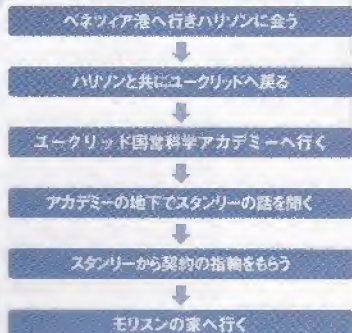 ベネツィア港へ行きハリソンに会う
ハリソンと共にユークリッドへ戻る
ユークリッド国営科学アカデミーへ行く
アカデミーの地下でスタンリーの話を聞く
スタンリーから契約の指輪をもらう
モリスンの家へ行く